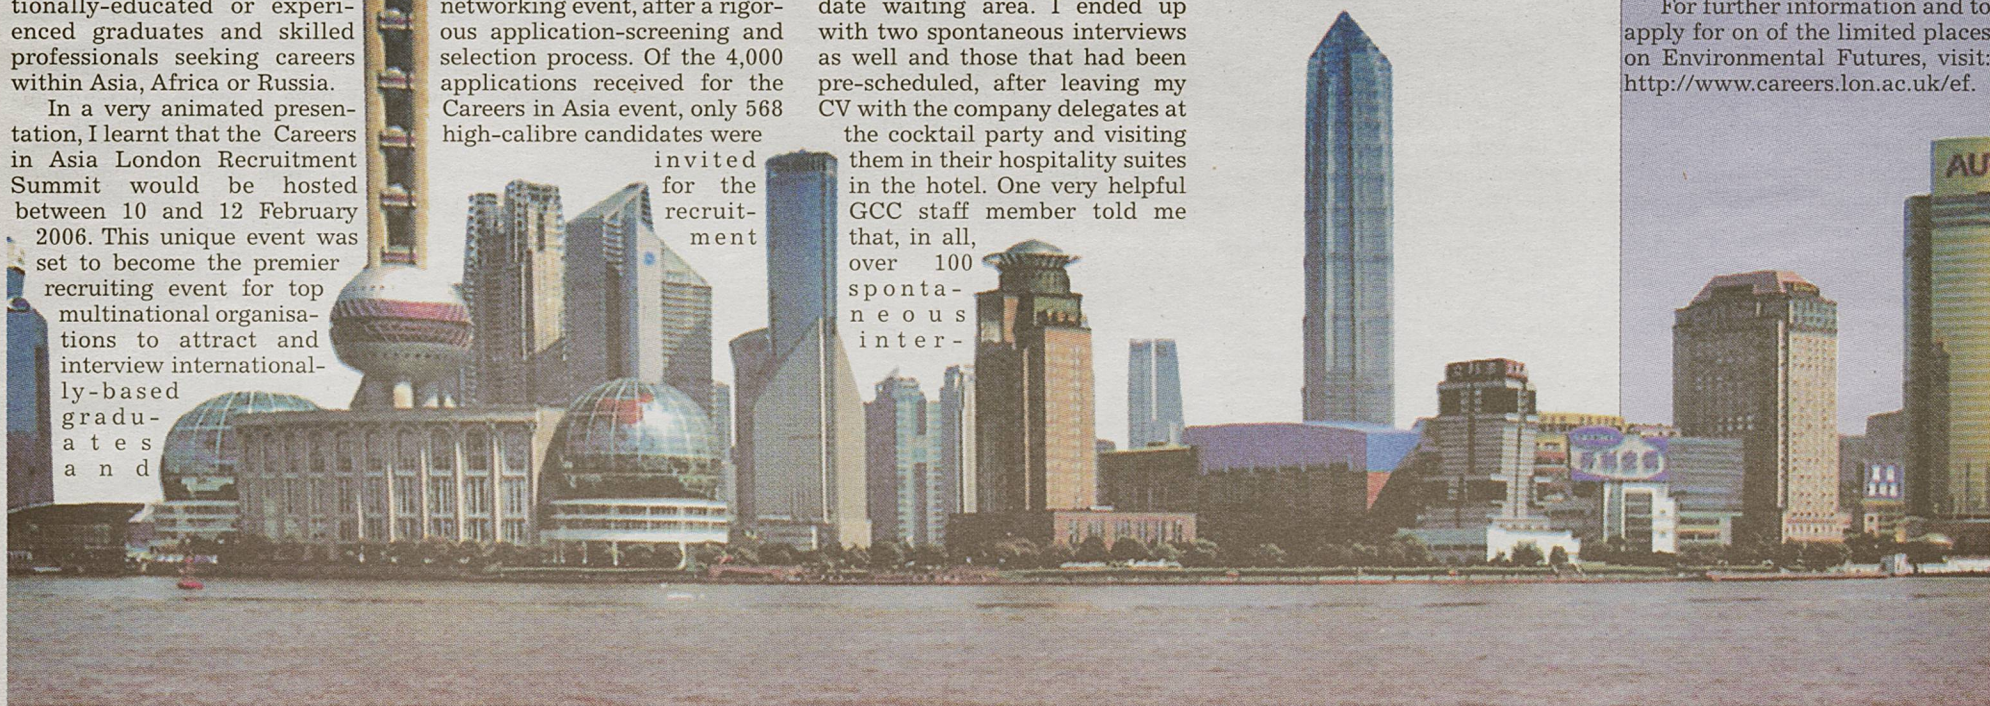 tionally-educated or experi-
enced graduates and skilled
professionals seeking careers
within Asia, Africa or Russia.
In a very animated presen-
tation, I learnt that the Careers
in Asia London Recruitment
Summit would be hosted
between 10 and 12 February
2006. This unique event was
set to become the premier
recruiting event for top
multinational organisa-
tions to attract and
interview international-
ly-based
gradu-
ates
and
networking event, after a rigor-
ous application-screening and
selection process. Of the 4,000
applications received for the
Careers in Asia event, only 568
high-calibre candidates were
invited
for the
recruit-
ment
date waiting area. I ended up
with two spontaneous interviews
as well and those that had been
pre-scheduled, after leaving my
CV with the company delegates at
the cocktail party and visiting
them in their hospitality suites
in the hotel. One very helpful
GCC staff member told me
that, in all,
over 100
sponta-
neous
inter-
For further information and to
apply for on of the limited places
on Environmental Futures, visit:
http://www.careers.lon.ac.uk/ef.
AU